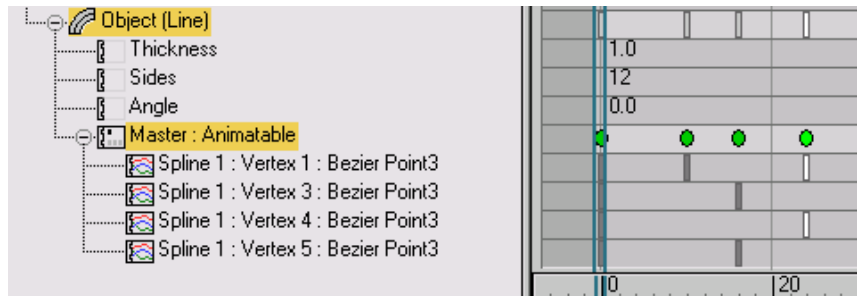 Object (Line)
Thickness 1.0
Sides 12
Angle 0.0
Master : Animatable
Spline 1 : Vertex 1 : Bezier Point3
Spline 1 : Vertex 3 : Bezier Point3
Spline 1 : Vertex 4 : Bezier Point3
Spline 1 : Vertex 5 : Bezier Point3
0 20